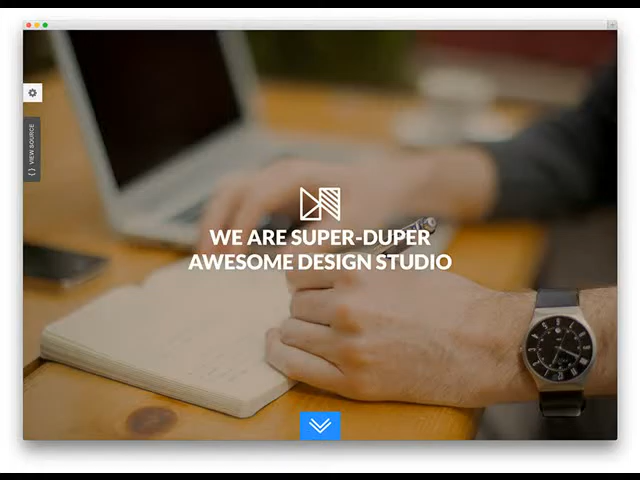 VIEW SOURCE
WE ARE SUPER-DUPER
AWESOME DESIGN STUDIO